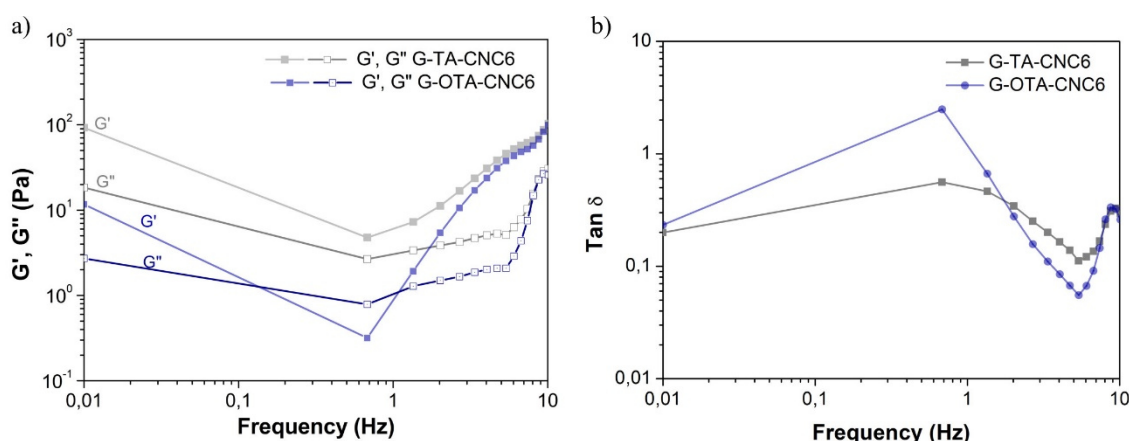 a)
10³
10²
10¹
10⁰
10⁻¹
G', G'' (Pa)
G', G'' G-TA-CNC6
G', G'' G-OTA-CNC6
G'
G''
G'
G''
0,01
0,1
1
10
Frequency (Hz)
b)
10
1
0,1
0,01
Tan δ
G-TA-CNC6
G-OTA-CNC6
0,01
0,1
1
10
Frequency (Hz)